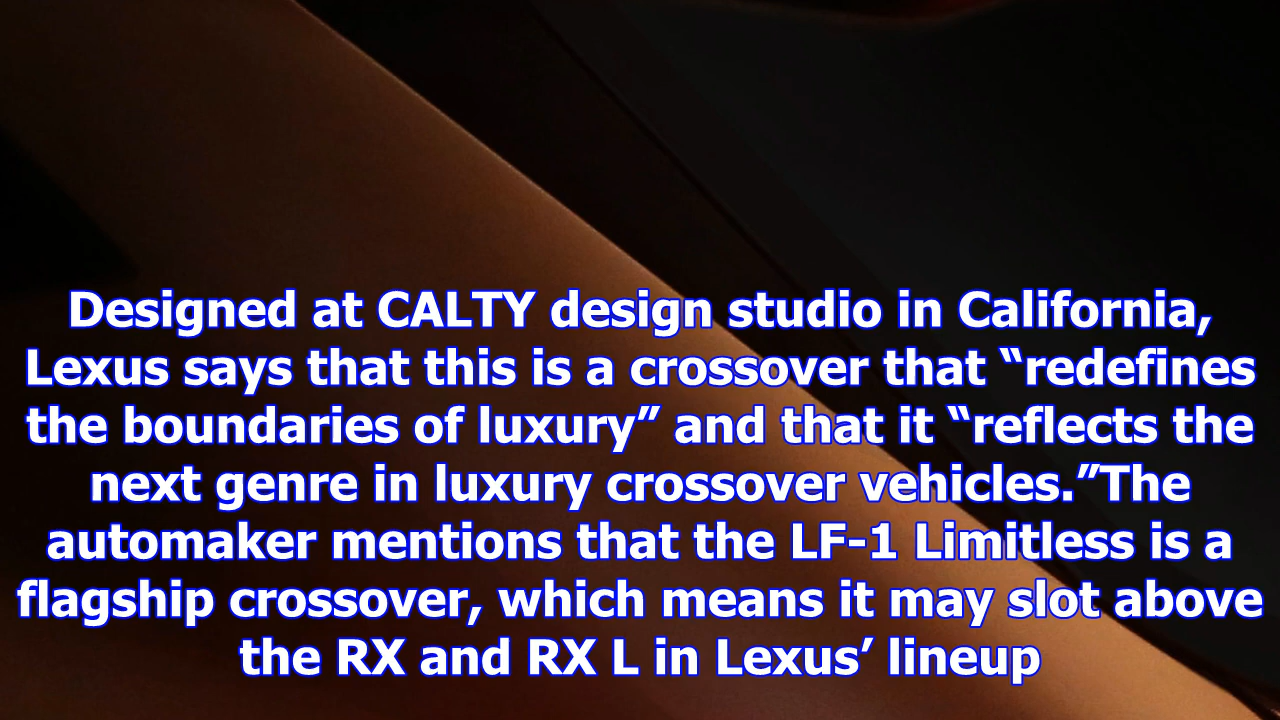 Designed at CALTY design studio in California,
Lexus says that this is a crossover that “redefines
the boundaries of luxury” and that it “reflects the
next genre in luxury crossover vehicles.”The
automaker mentions that the LF-1 Limitless is a
flagship crossover, which means it may slot above
the RX and RX L in Lexus’ lineup